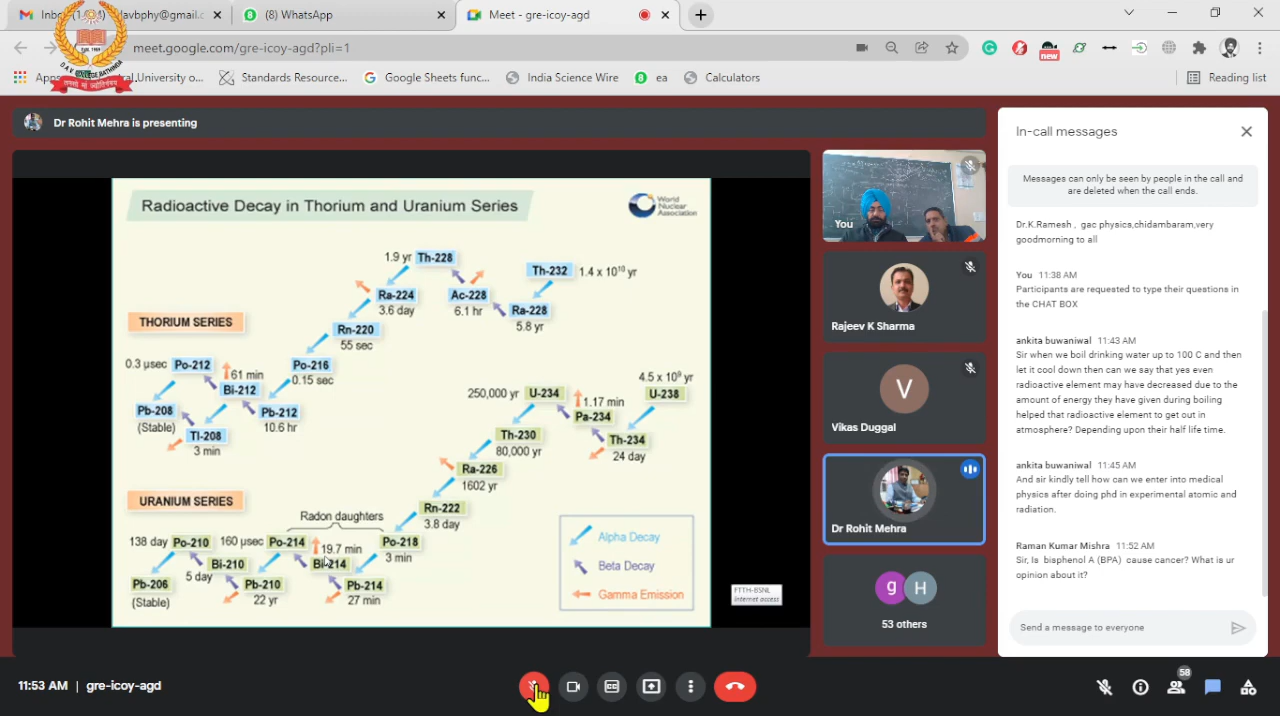 Inb
davbphy@gmail.c
(8) WhatsApp
Meet - gre-icoy-agd
meet.google.com/gre-icoy-agd?pli=1
new
University o...
Standards Resource...
Google Sheets func...
India Science Wire
ea
Calculators
Reading list
Dr Rohit Mehra is presenting
Radioactive Decay in Thorium and Uranium Series
World
Nuclear
Association
1.9 yr Th-228
Th-232 1.4 x 10¹⁰ yr
Ra-224
3.6 day
Ac-228
6.1 hr
Ra-228
5.8 yr
THORIUM SERIES
Rn-220
55 sec
0.3 µsec Po-212
61 min
Po-216
0.15 sec
Bi-212
Pb-208
(Stable)
Pb-212
10.6 hr
Tl-208
3 min
4.5 x 10⁹ yr
U-238
250,000 yr U-234
1.17 min
Pa-234
Th-230
80,000 yr
Th-234
24 day
Ra-226
1602 yr
URANIUM SERIES
Rn-222
3.8 day
Radon daughters
138 day Po-210
160 µsec Po-214
19.7 min
Po-218
3 min
Bi-210
5 day
Bi-214
Pb-206
(Stable)
Pb-210
22 yr
Pb-214
27 min
Alpha Decay
Beta Decay
Gamma Emission
FTTH-BSNL
Internet access
You
Rajeev K Sharma
V
Vikas Duggal
Dr Rohit Mehra
g H
53 others
In-call messages
Messages can only be seen by people in the call and
are deleted when the call ends.
Dr.K.Ramesh , gac physics,chidambaram,very
goodmorning to all
You 11:38 AM
Participants are requested to type their questions in
the CHAT BOX
ankita buwaniwal 11:43 AM
Sir when we boil drinking water up to 100 C and then
let it cool down then can we say that yes even
radioactive element may have decreased due to the
amount of energy they have given during boiling
helped that radioactive element to get out in
atmosphere? Depending upon their half life time.
ankita buwaniwal 11:45 AM
And sir kindly tell how can we enter into medical
physics after doing phd in experimental atomic and
radiation.
Raman Kumar Mishra 11:52 AM
Sir, Is bisphenol A (BPA) cause cancer? What is ur
opinion about it?
Send a message to everyone
11:53 AM | gre-icoy-agd
58